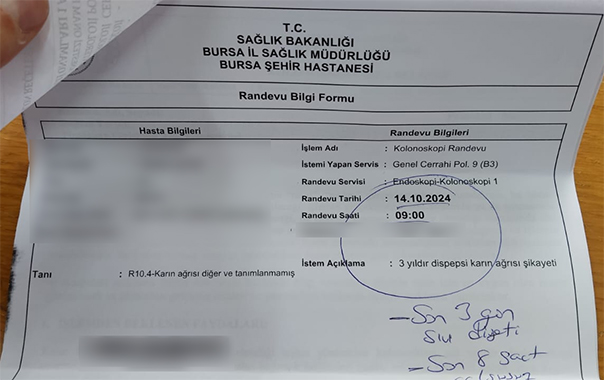 T.C.
SAĞLIK BAKANLIĞI
BURSA İL SAĞLIK MÜDÜRLÜĞÜ
BURSA ŞEHİR HASTANESİ
Randevu Bilgi Formu
Hasta Bilgileri
Randevu Bilgileri
İşlem Adı : Kolonoskopi Randevu
İstemi Yapan Servis : Genel Cerrahi Pol. 9 (B3)
Randevu Servisi : Endoskopi-Kolonoskopi 1
Randevu Tarihi : 14.10.2024
Randevu Saati : 09:00
İstem Açıklama : 3 yıldır dispepsi karın ağrısı şikayeti
Tanı : R10.4-Karın ağrısı diğer ve tanımlanmamış
- Son 3 gün
sıvı diyeti
- Son 8 saat